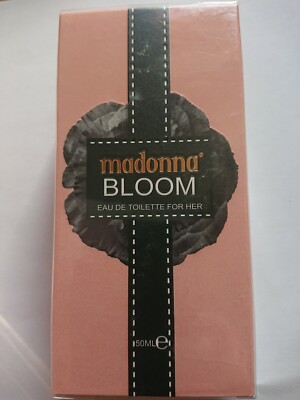 madonna®
BLOOM
EAU DE TOILETTE FOR HER
50ML℮